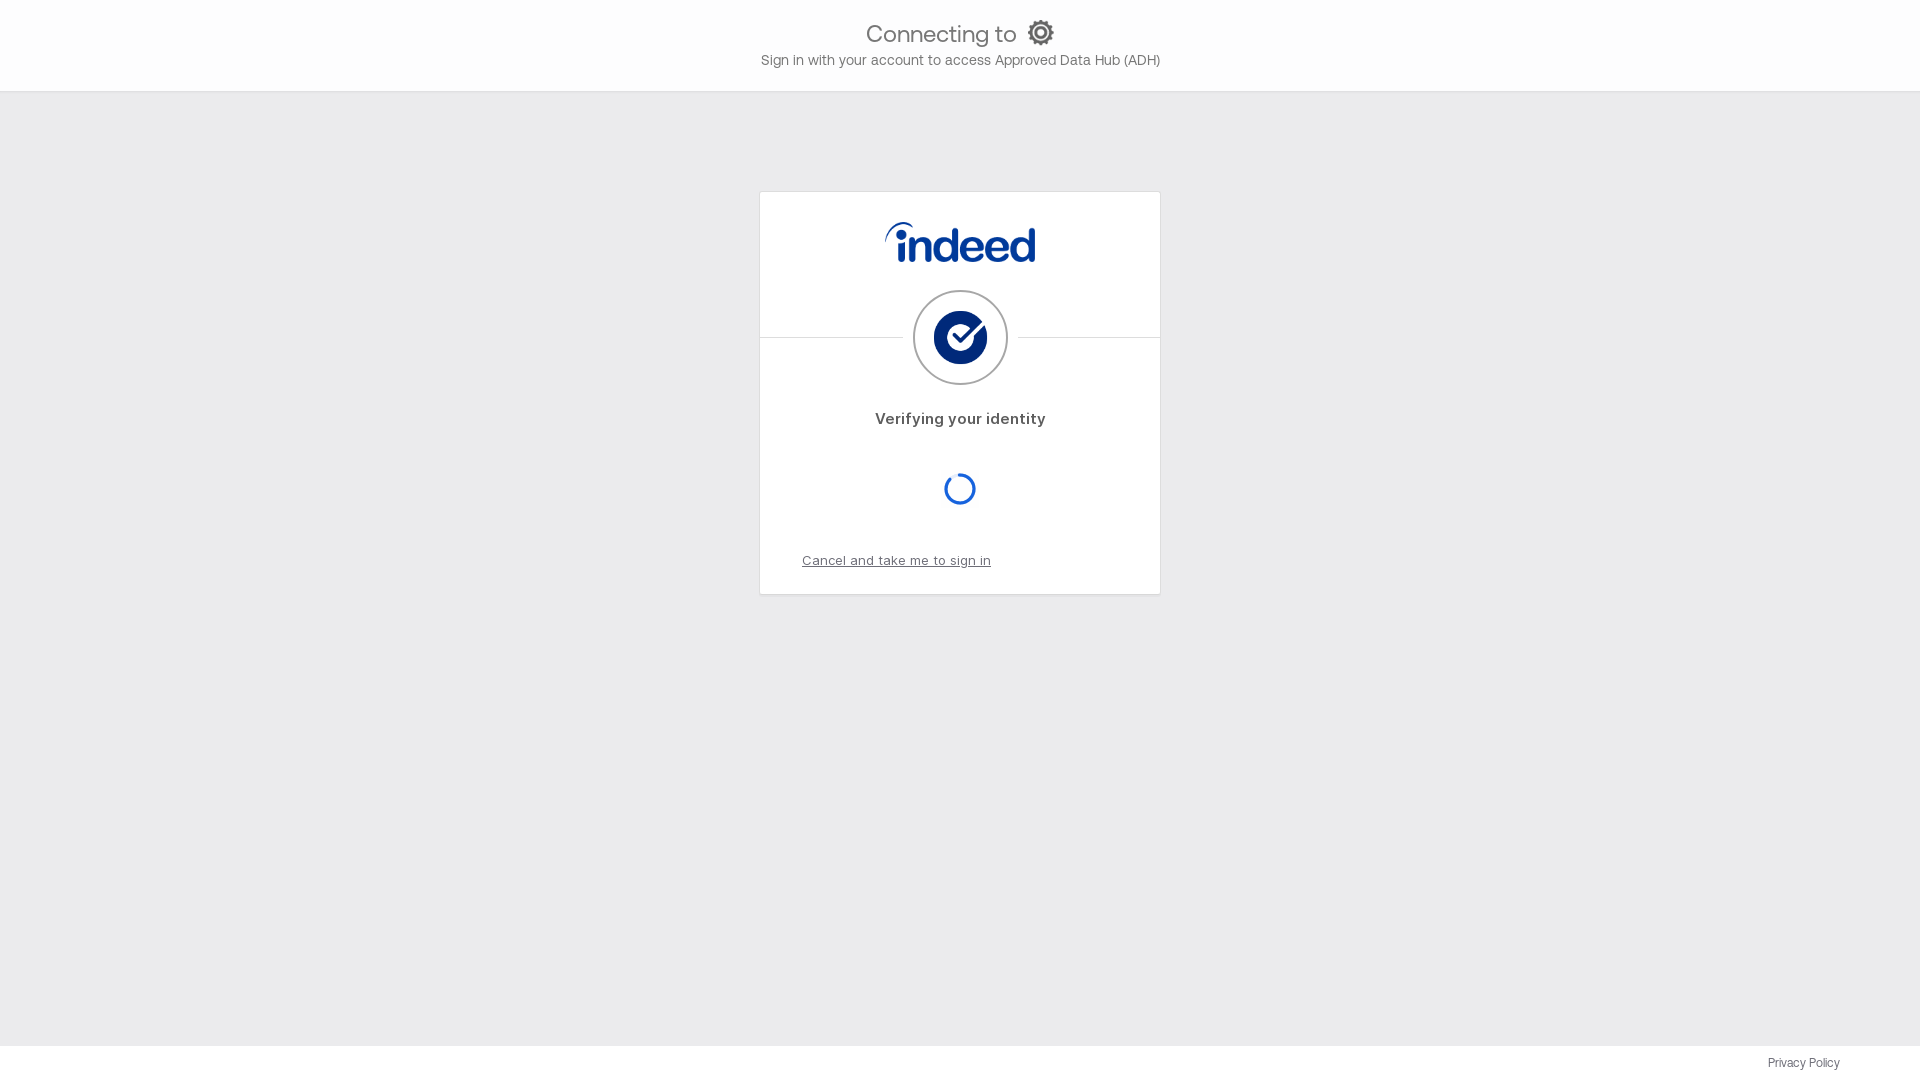 Connecting to
Sign in with your account to access Approved Data Hub (ADH)
indeed
Verifying your identity
Cancel and take me to sign in
Privacy Policy